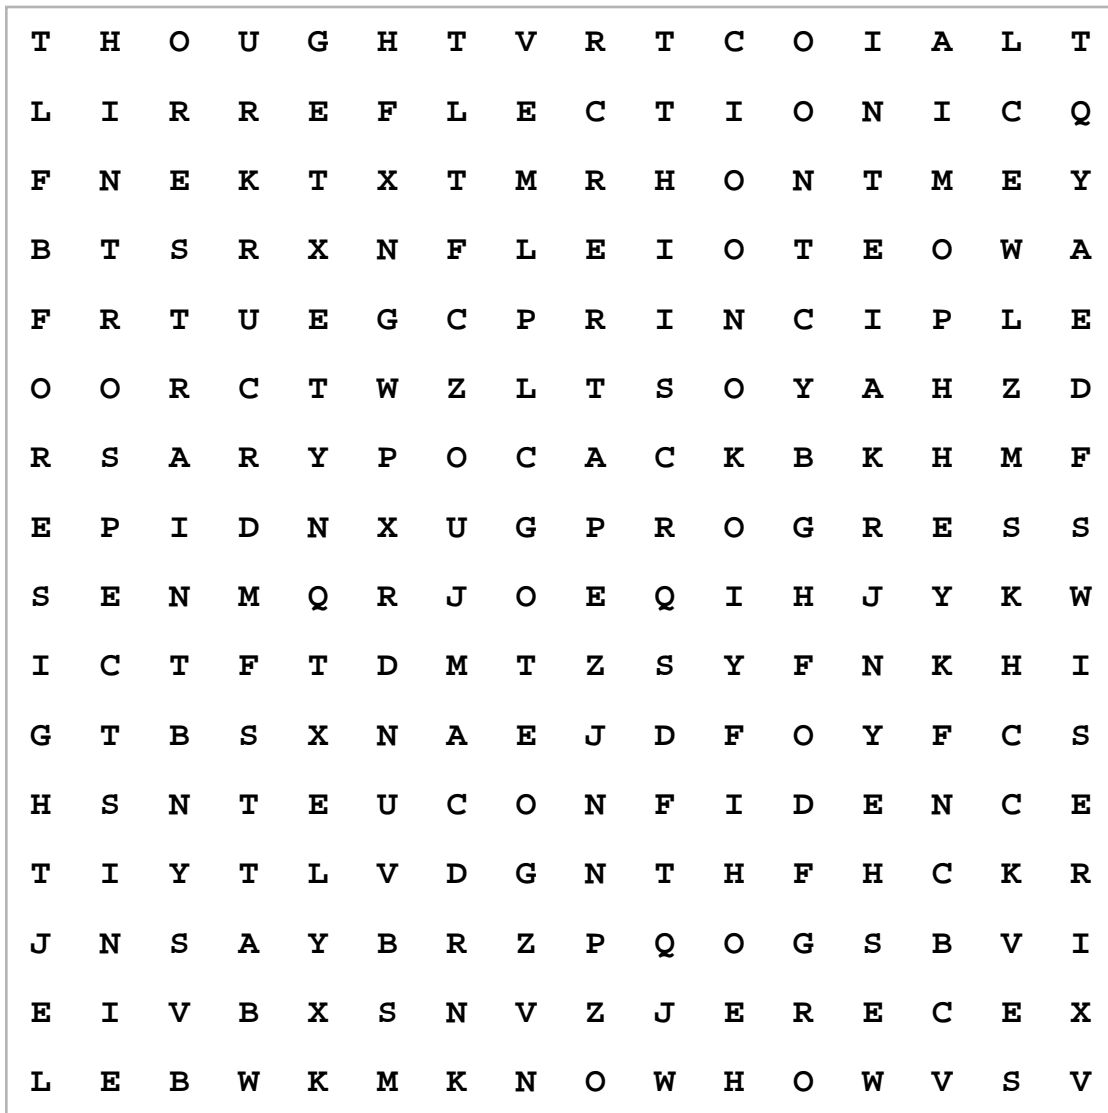 T H O U G H T V R T C O I A L T
L I R R E F L E C T I O N I C Q
F N E K T X T M R H O N T M E Y
B T S R X N F L E I O T E O W A
F R T U E G C P R I N C I P L E
O O R C T W Z L T S O Y A H Z D
R S A R Y P O C A C K B K H M F
E P I D N X U G P R O G R E S S
S E N M Q R J O E Q I H J Y K W
I C T F T D M T Z S Y F N K H I
G T B S X N A E J D F O Y F C S
H S N T E U C O N F I D E N C E
T I Y T L V D G N T H F H C K R
J N S A Y B R Z P Q O G S B V I
E I V B X S N V Z J E R E C E X
L E B W K M K N O W H O W V S V